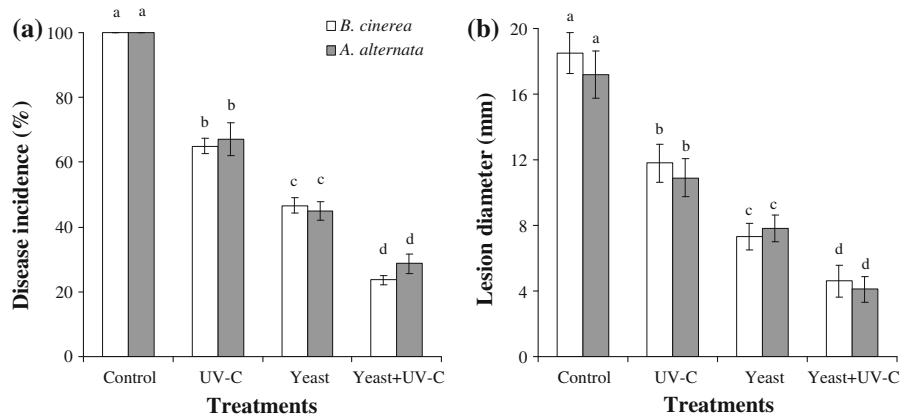 (a)
Disease incidence (%)
100
80
60
40
20
0
B. cinerea
A. alternata
a a
b b
c c
d d
Control UV-C Yeast Yeast+UV-C
Treatments
(b)
Lesion diameter (mm)
20
16
12
8
4
0
a a
b b
c c
d d
Control UV-C Yeast Yeast+UV-C
Treatments